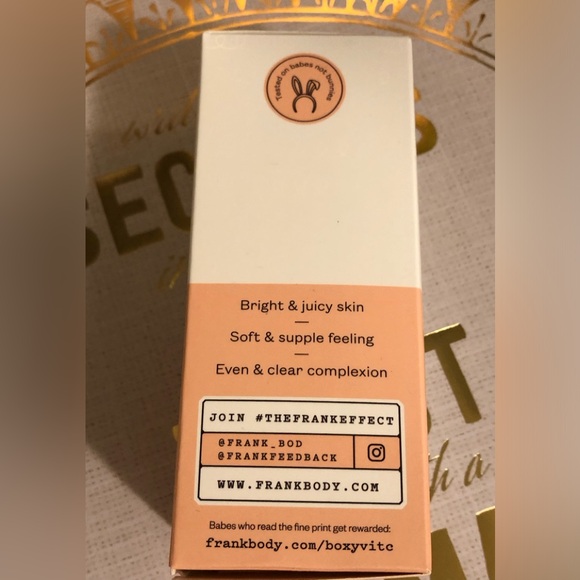 Tested on babes not bunnies
Bright & juicy skin
Soft & supple feeling
Even & clear complexion
JOIN #THEFRANKEFFECT
@FRANK_BOD
@FRANKFEEDBACK
WWW.FRANKBODY.COM
Babes who read the fine print get rewarded:
frankbody.com/boxyvitc